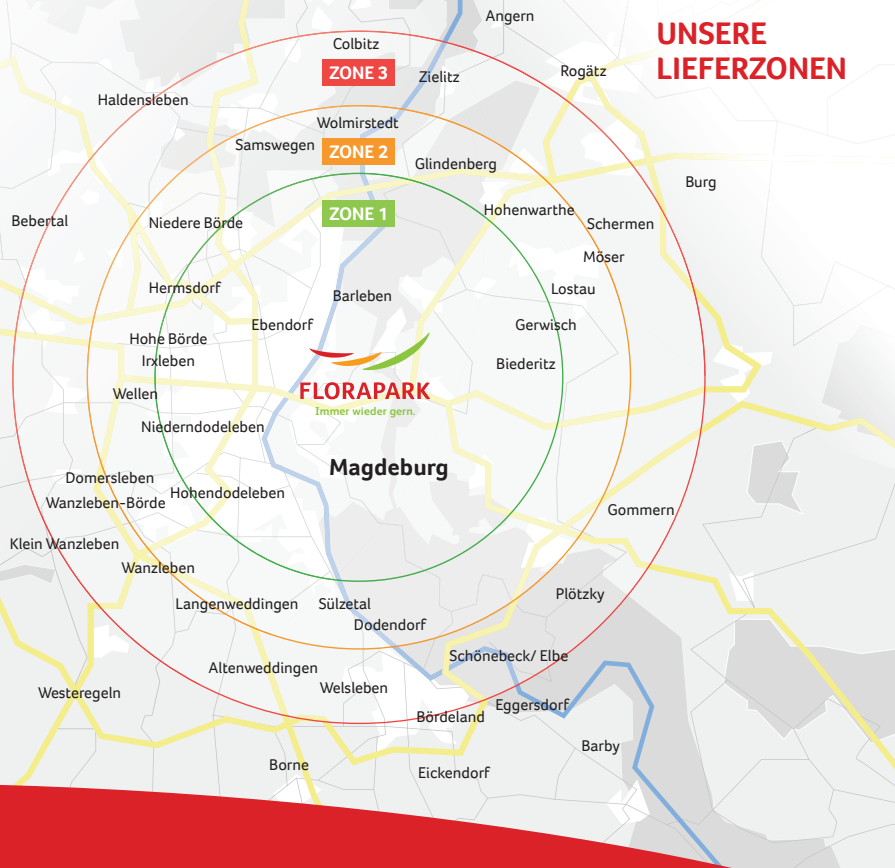 UNSERE
LIEFERZONEN
Angern
Colbitz
ZONE 3
Zielitz
Rogätz
Haldensleben
Wolmirstedt
Samswegen
ZONE 2
Glindenberg
Burg
ZONE 1
Hohenwarthe
Bebertal
Niedere Börde
Schermen
Möser
Hermsdorf
Barleben
Lostau
Ebendorf
Gerwisch
Hohe Börde
Irxleben
Biederitz
FLORAPARK
Immer wieder gern.
Wellen
Niederndodeleben
Magdeburg
Domersleben
Hohendodeleben
Wanzleben-Börde
Gommern
Klein Wanzleben
Wanzleben
Plötzky
Langenweddingen
Sülzetal
Dodendorf
Schönebeck/ Elbe
Altenweddingen
Welsleben
Westeregeln
Eggersdorf
Bördeland
Barby
Borne
Eickendorf